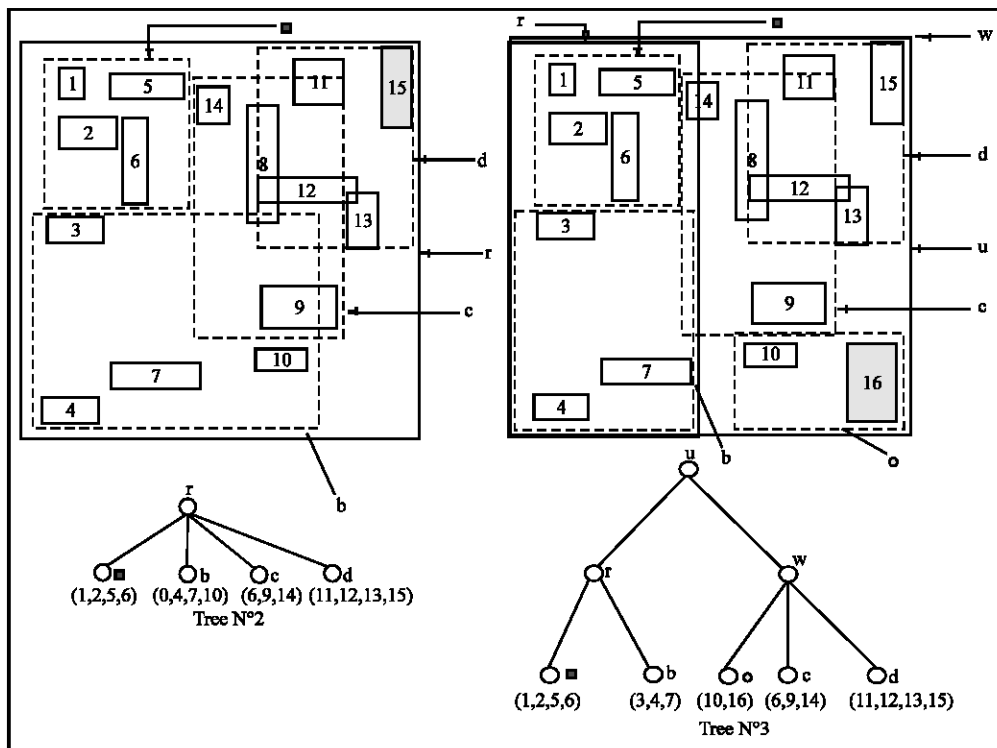 r
w
1
5
11
15
14
2
6
8
d
12
13
3
r
9
c
10
7
4
b
1
5
11
15
14
2
6
8
d
12
13
3
u
9
c
10
7
16
4
b
o
r
b
c
d
(1,2,5,6) (0,4,7,10) (6,9,14) (11,12,13,15)
Tree N°2
u
r
w
b
o
c
d
(1,2,5,6) (3,4,7) (10,16) (6,9,14) (11,12,13,15)
Tree N°3